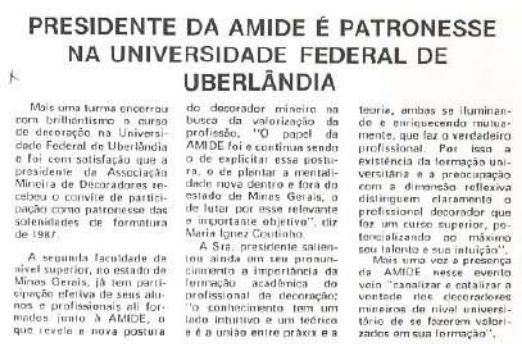 PRESIDENTE DA AMIDE É PATRONESSE
NA UNIVERSIDADE FEDERAL DE
UBERLÂNDIA
Mais uma turma encerrou
com brilhantismo o curso
de decoração na Universi-
dade Federal de Uberlândia
e foi com satisfação que a
presidente da Associação
Mineira de Decoradores re-
cebeu o convite de partici-
pação como patronesse das
solenidades de formatura
de 1987.
A segunda faculdade de
nível superior, no estado de
Minas Gerais, já tem parti-
cipação efetiva de seus alu-
nos e profissionais ali for-
mados junto à AMIDE, o
que revela a nova postura
do decorador mineiro na
busca da valorização da
profissão. "O papel da
AMIDE foi e continua sendo
o de explicitar essa postu-
ra, o de plantar a mentali-
dade nova dentro e fora do
estado de Minas Gerais, o
de lutar por esse relevante
e importante objetivo", diz
Maria Ignez Coutinho.
A Sra. presidente salien-
tou ainda em seu pronun-
ciamento a importância da
formação acadêmica do
profissional de decoração;
"o conhecimento tem um
lado intuitivo e um teórico
e é a união entre práxis e a
teoria, ambas se iluminan-
do e enriquecendo mutua-
mente, que faz o verdadeiro
profissional. Por isso a
existência da formação uni-
versitária e a preocupação
com a dimensão reflexiva
distinguem claramente o
profissional decorador que
fez um curso superior, po-
tencializando ao máximo
seu talento e sua intuição".
Mais uma vez a presença
da AMIDE nesse evento
veio "canalizar e catalizar a
vontade dos decoradores
mineiros de nível universi-
tário de se fazerem valori-
zados em sua formação".